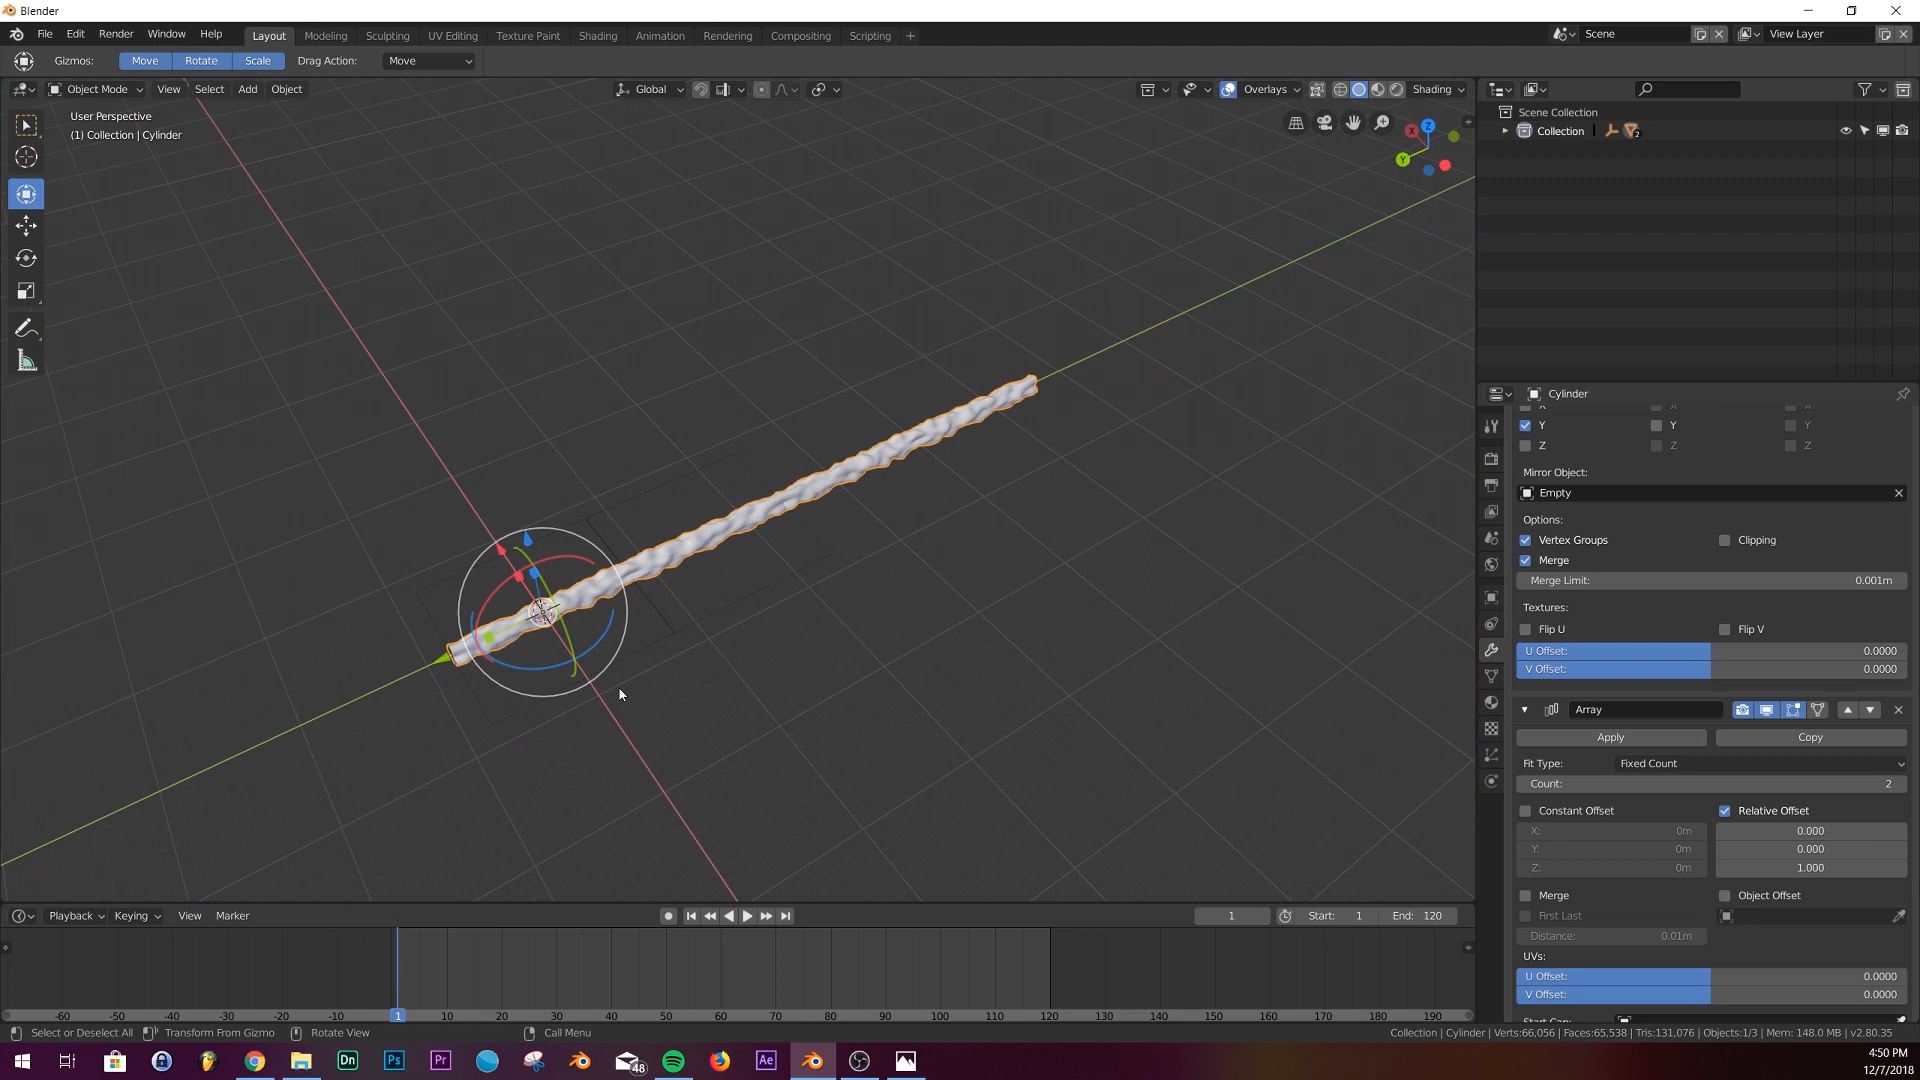 Blender
File Edit Render Window Help Layout Modeling Sculpting UV Editing Texture Paint Shading Animation Rendering Compositing Scripting + Scene View Layer
Gizmos: Move Rotate Scale Drag Action: Move
Object Mode View Select Add Object Global Overlays Shading
User Perspective
(1) Collection | Cylinder
X Z Y
Scene Collection
Collection 2
Cylinder
X X X
Y Y Y
Z Z Z
Mirror Object:
Empty
Options:
Vertex Groups Clipping
Merge
Merge Limit: 0.001m
Textures:
Flip U Flip V
U Offset: 0.0000
V Offset: 0.0000
Array
Apply Copy
Fit Type: Fixed Count
Count: 2
Constant Offset Relative Offset
X: 0m 0.000
Y: 0m 0.000
Z: 0m 1.000
Merge Object Offset
First Last
Distance: 0.01m
UVs:
U Offset: 0.0000
V Offset: 0.0000
Start Cap:
Playback Keying View Marker 1 Start: 1 End: 120
-60 -50 -40 -30 -20 -10 1 10 20 30 40 50 60 70 80 90 100 110 120 130 140 150 160 170 180 190
Select or Deselect All Transform From Gizmo Rotate View Call Menu Collection | Cylinder | Verts:66,056 | Faces:65,538 | Tris:131,076 | Objects:1/3 | Mem: 148.0 MB | v2.80.35
Dn Ps Pr 48 Ae
4:50 PM
12/7/2018